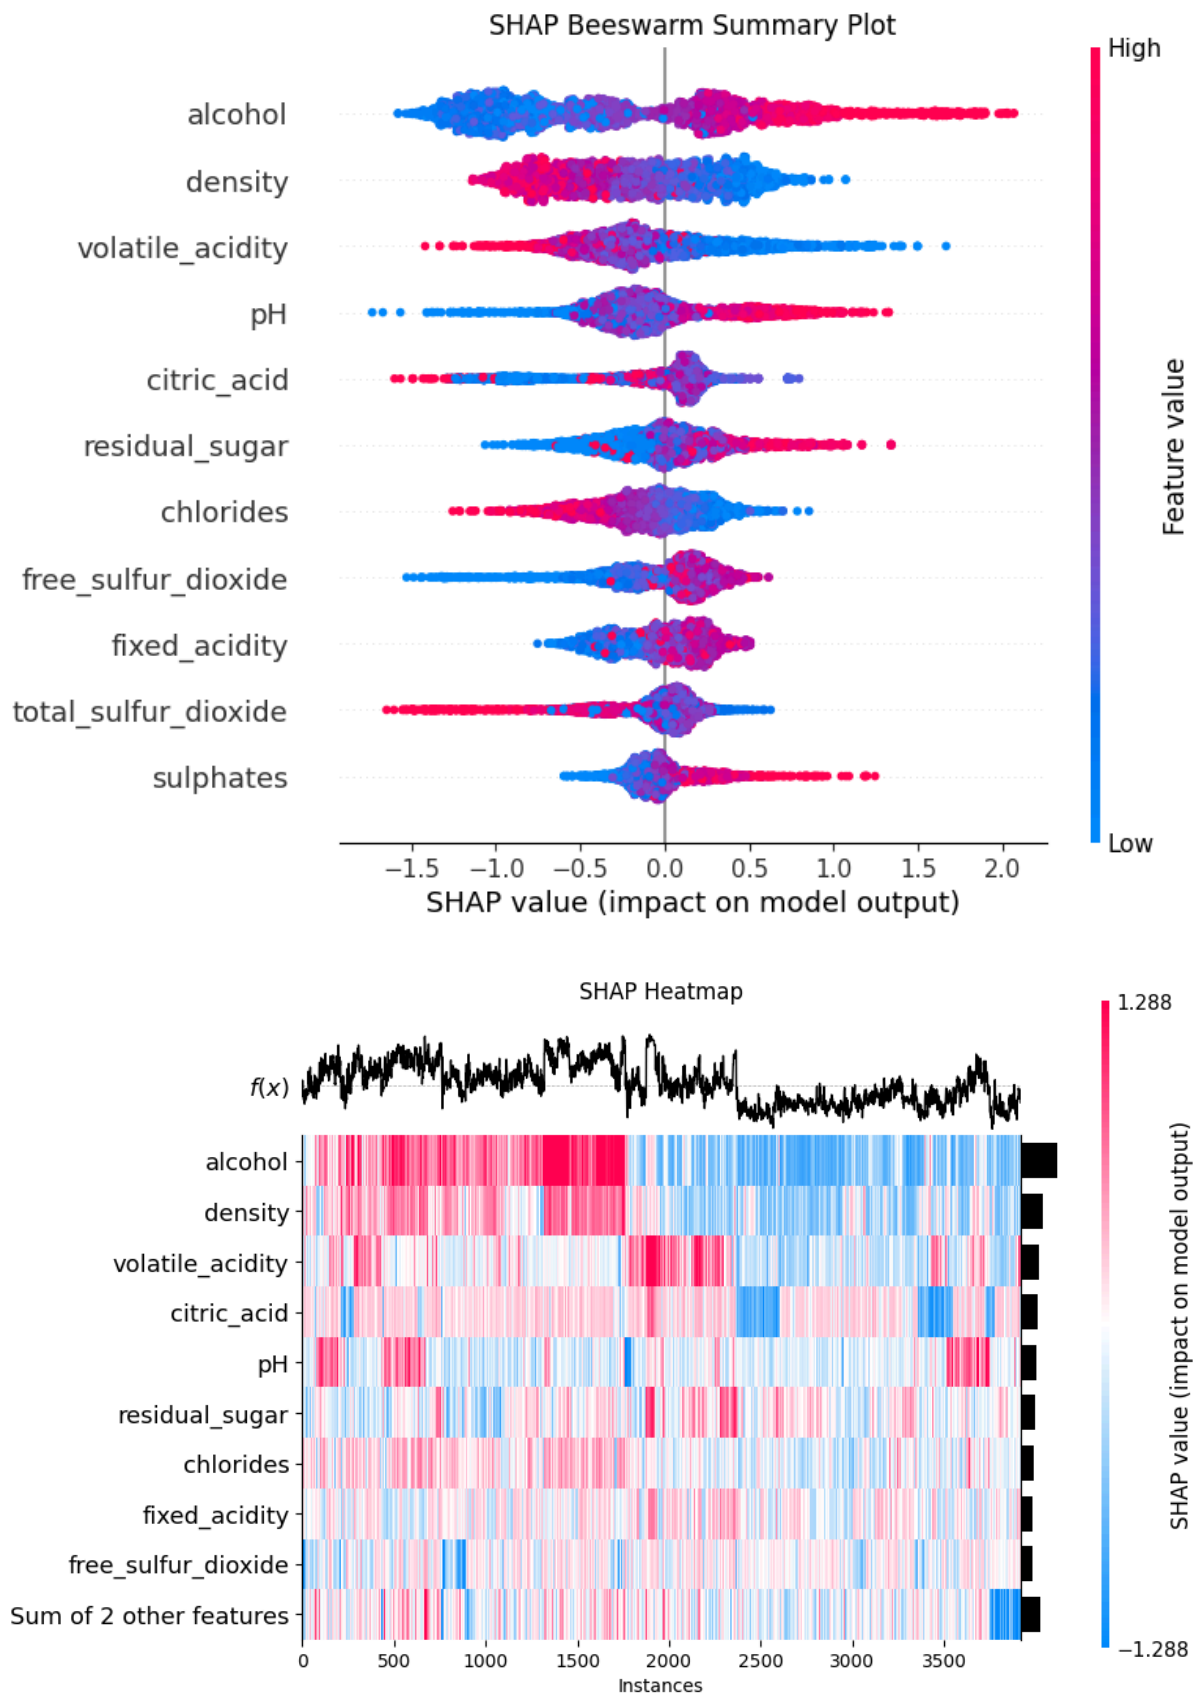 SHAP Beeswarm Summary Plot
High
alcohol
density
volatile_acidity
pH
citric_acid
residual_sugar
chlorides
free_sulfur_dioxide
fixed_acidity
total_sulfur_dioxide
sulphates
Feature value
Low
−1.5 −1.0 −0.5 0.0 0.5 1.0 1.5 2.0
SHAP value (impact on model output)
SHAP Heatmap
1.288
f(x)
alcohol
density
volatile_acidity
citric_acid
pH
residual_sugar
chlorides
fixed_acidity
free_sulfur_dioxide
Sum of 2 other features
SHAP value (impact on model output)
−1.288
0 500 1000 1500 2000 2500 3000 3500
Instances